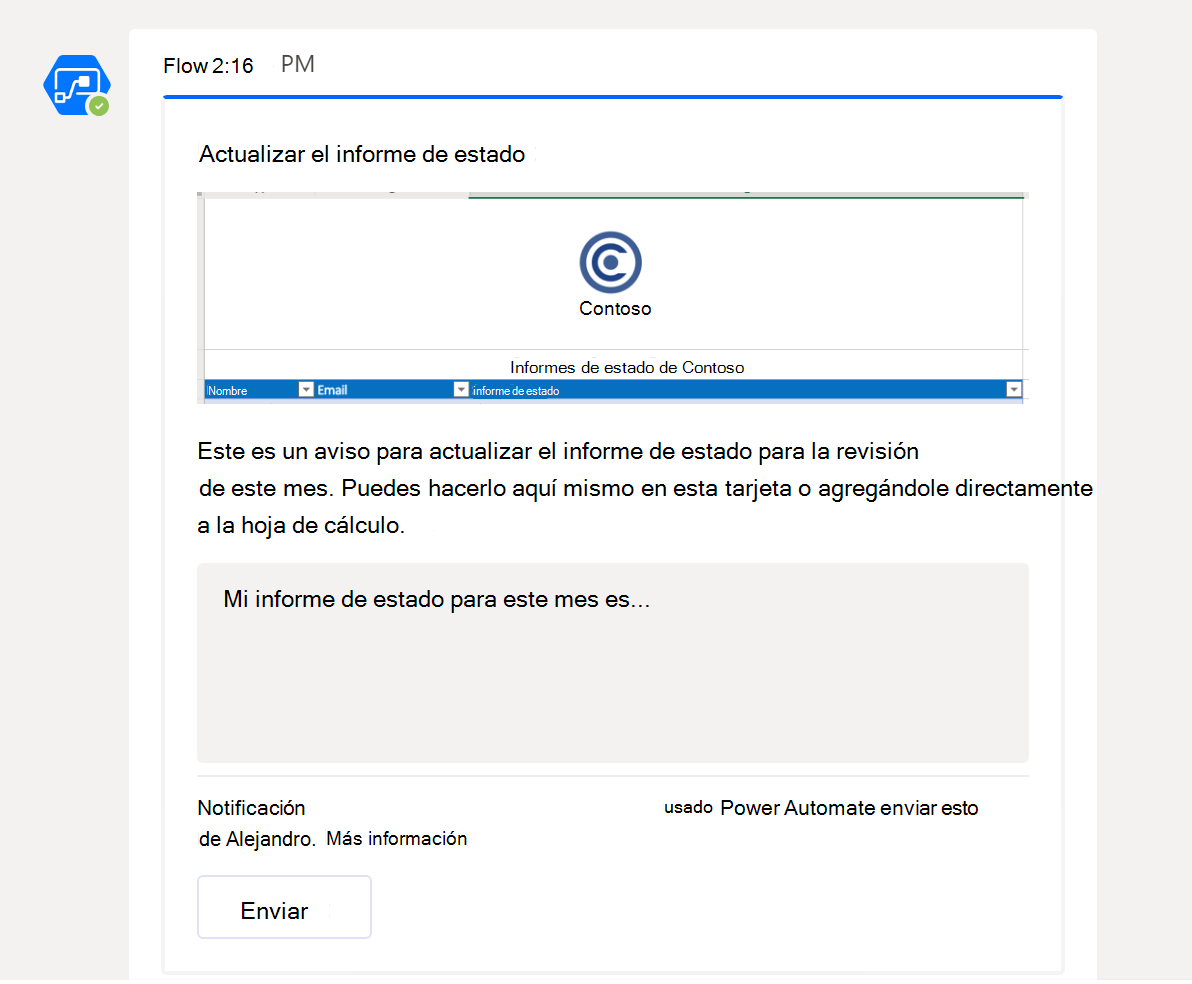 Flow 2:16 PM
Actualizar el informe de estado
Contoso
Informes de estado de Contoso
Nombre Email informe de estado
Este es un aviso para actualizar el informe de estado para la revisión
de este mes. Puedes hacerlo aquí mismo en esta tarjeta o agregándole directamente
a la hoja de cálculo.
Mi informe de estado para este mes es...
Notificación usado Power Automate enviar esto
de Alejandro. Más información
Enviar